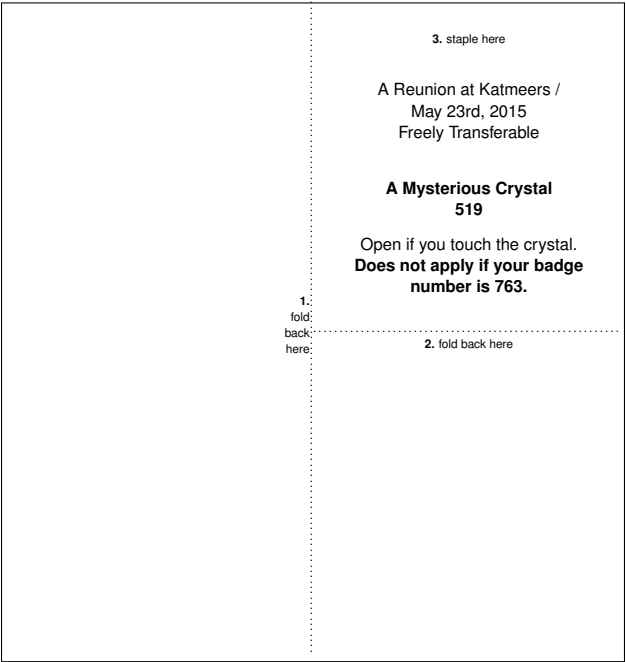 3. staple here
A Reunion at Katmeers /
May 23rd, 2015
Freely Transferable
A Mysterious Crystal
519
Open if you touch the crystal.
Does not apply if your badge
number is 763.
1.
fold
back
here
2. fold back here